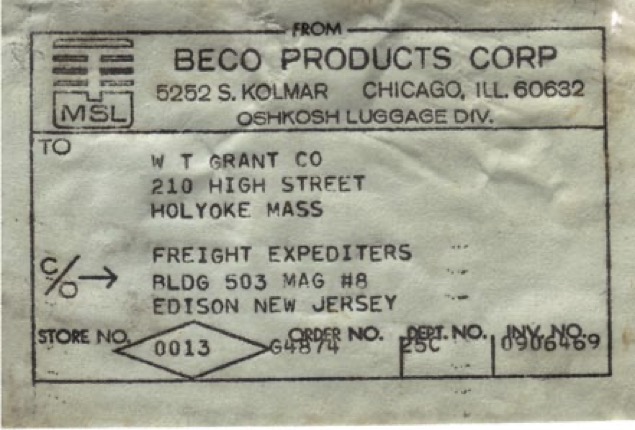 FROM
MSL
BECO PRODUCTS CORP
5252 S. KOLMAR CHICAGO, ILL. 60632
OSHKOSH LUGGAGE DIV.
TO
W T GRANT CO
210 HIGH STREET
HOLYOKE MASS
C/O →
FREIGHT EXPEDITERS
BLDG 503 MAG #8
EDISON NEW JERSEY
STORE NO. ORDER NO. DEPT. NO. INV. NO.
0013 G4874 25C 0906469